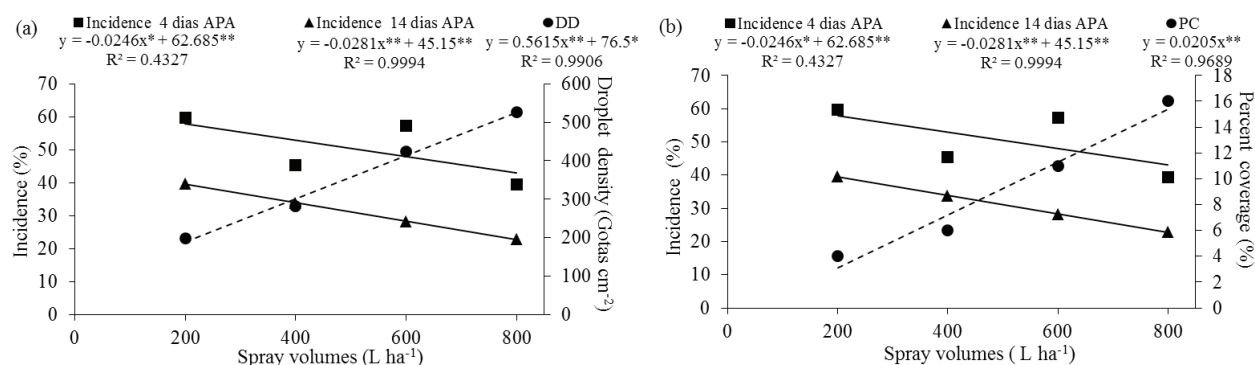 (a)
Incidence 4 dias APA
Incidence 14 dias APA
DD
y = -0.0246x* + 62.685**
y = -0.0281x** + 45.15**
y = 0.5615x** + 76.5*
R² = 0.4327
R² = 0.9994
R² = 0.9906
Incidence (%)
70
60
50
40
30
20
10
0
Droplet density (Gotas cm⁻²)
600
500
400
300
200
100
0
0
200
400
600
800
Spray volumes (L ha⁻¹)
(b)
Incidence 4 dias APA
Incidence 14 dias APA
PC
y = -0.0246x* + 62.685**
y = -0.0281x** + 45.15**
y = 0.0205x**
R² = 0.4327
R² = 0.9994
R² = 0.9689
Incidence (%)
70
60
50
40
30
20
10
0
Percent coverage (%)
18
16
14
12
10
8
6
4
2
0
0
200
400
600
800
Spray volumes ( L ha⁻¹)